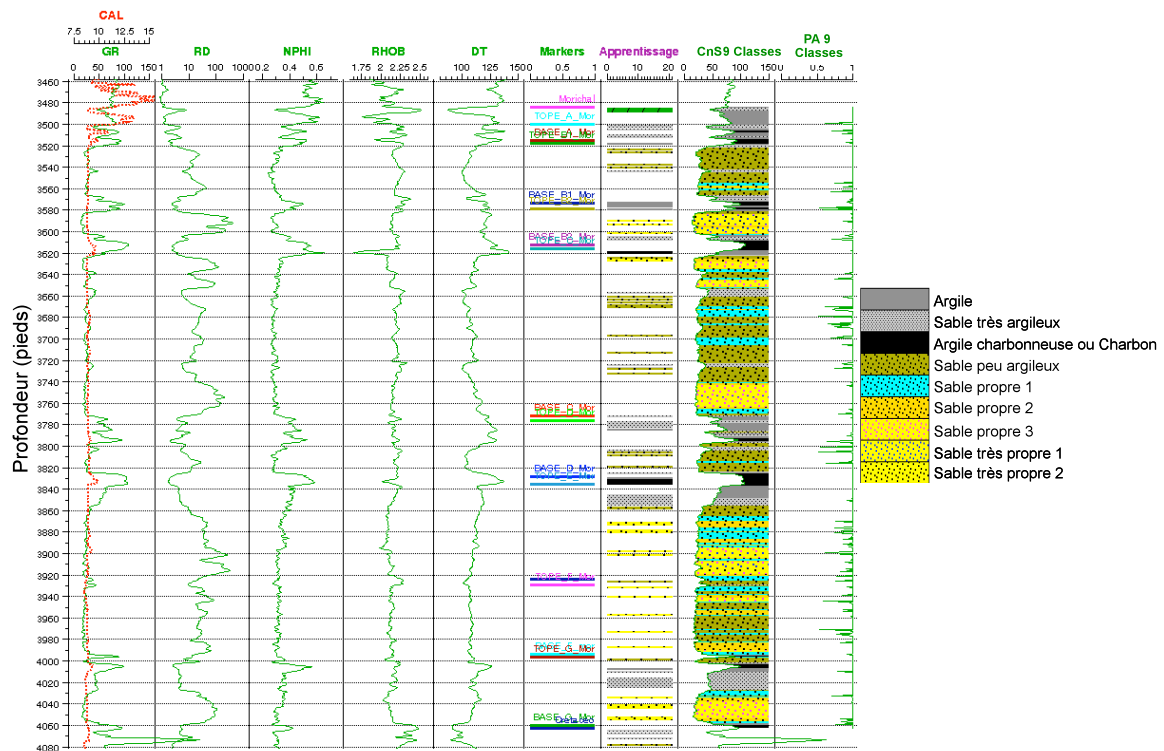 CAL
7.5 10 12.5 15
GR RD NPHI RHOB DT Markers Apprentissage CnS9 Classes PA 9 Classes
0 50 100 150 1 10 100 1000 0.2 0.4 0.6 1.75 2 2.25 2.5 100 125 150 0 0.5 1 0 10 20 0 50 100 150 0.5 1
Profondeur (pieds)
3460
3480
Morichal
TOPE_A_Mor
3500
BASE_A_Mor
3520
3540
3560
BASE_B1_Mor
3580
3600
BASE_B2_Mor
3620
3640
3660
3680
3700
3720
3740
3760
3780
3800
3820
3840
3860
3880
3900
3920
3940
3960
3980
TOPE_G_Mor
4000
4020
4040
4060
4080
Argile
Sable très argileux
Argile charbonneuse ou Charbon
Sable peu argileux
Sable propre 1
Sable propre 2
Sable propre 3
Sable très propre 1
Sable très propre 2